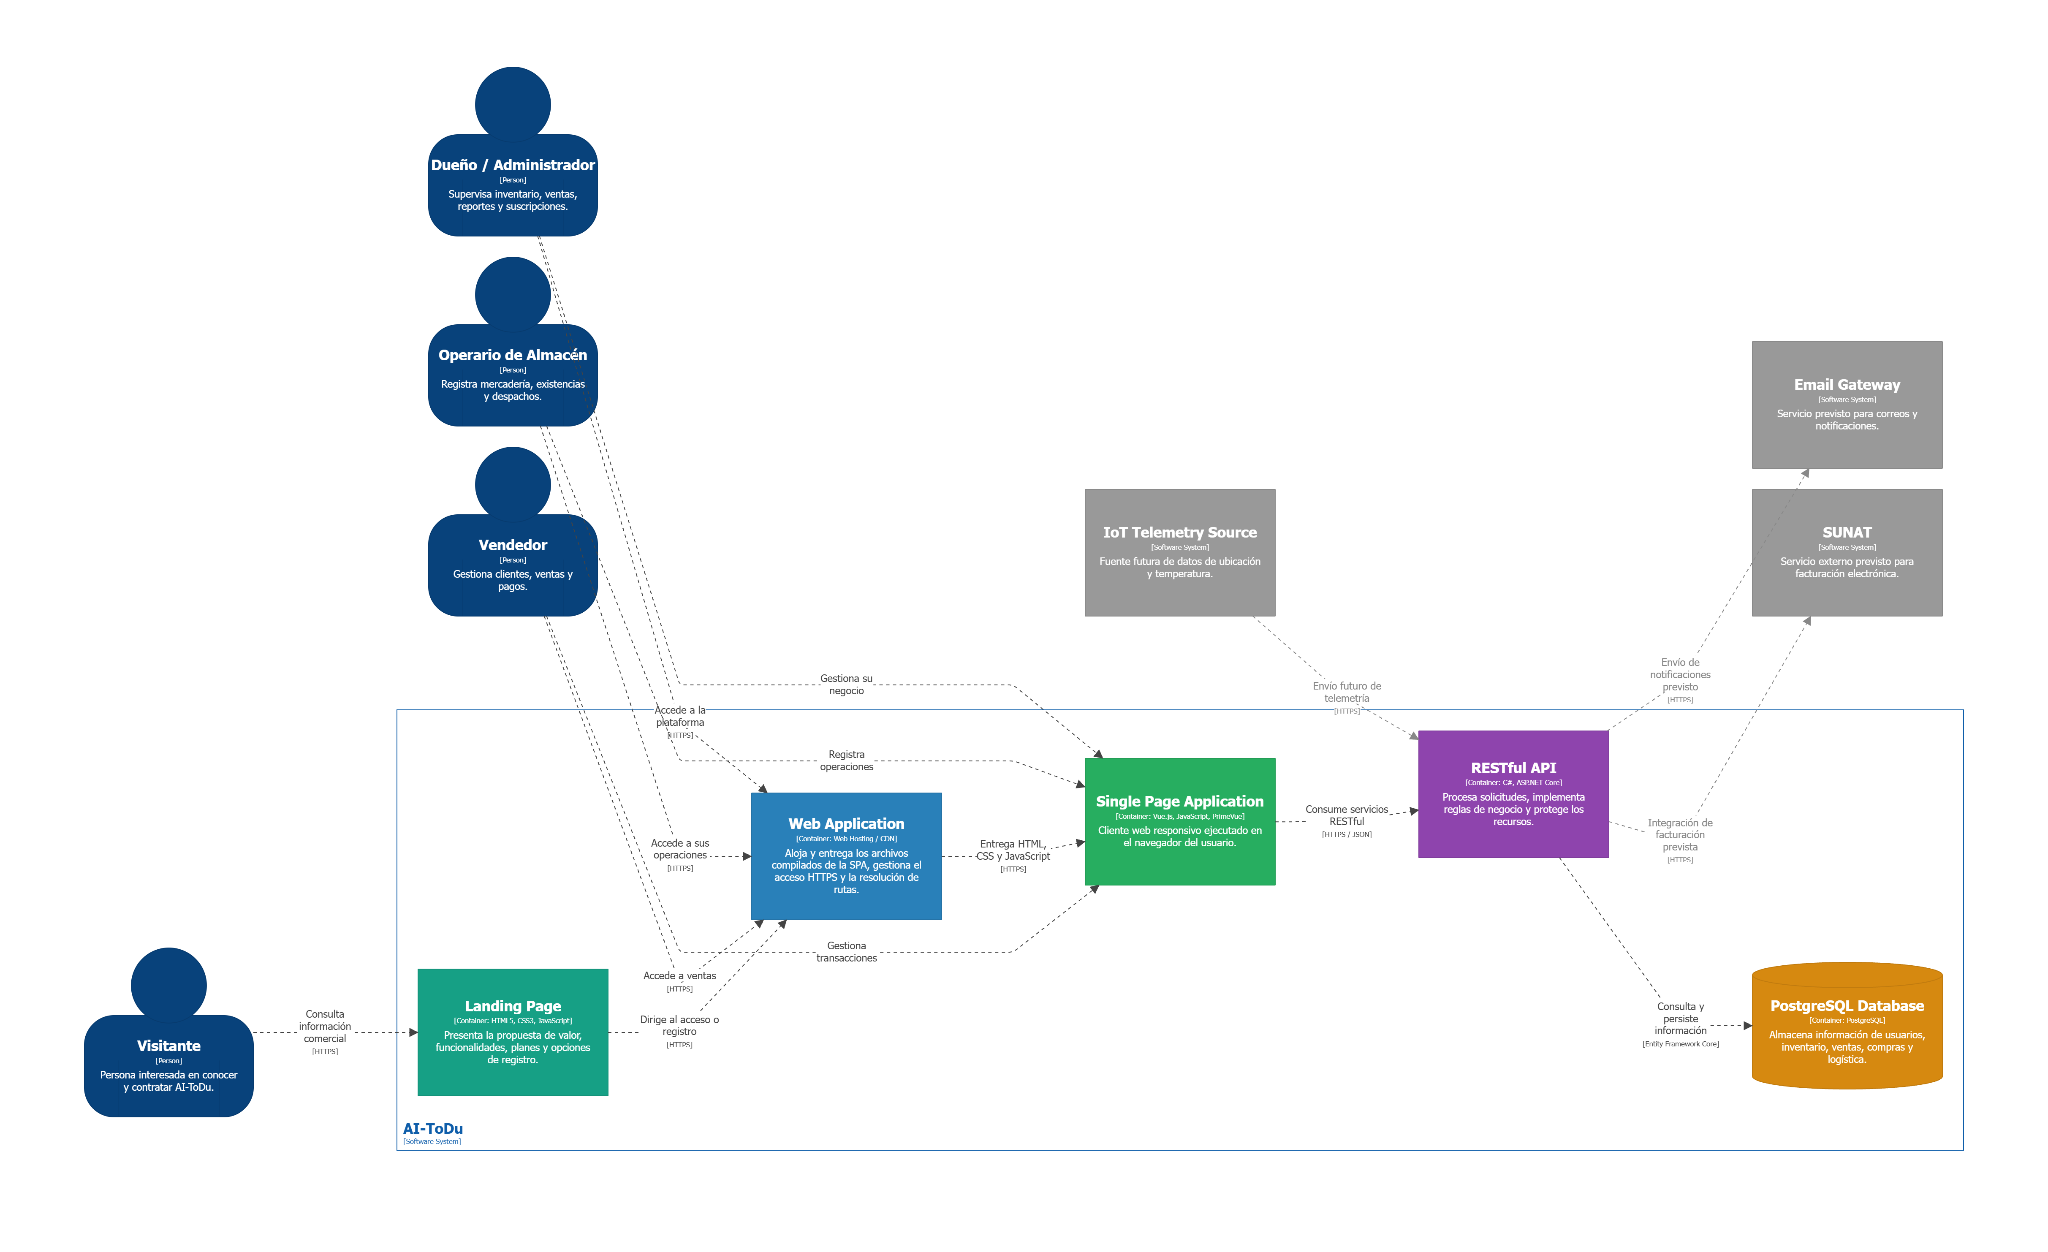 Dueño / Administrador
[Person]
Supervisa inventario, ventas,
reportes y suscripciones.
Operario de Almacén
[Person]
Registra mercadería, existencias
y despachos.
Vendedor
[Person]
Gestiona clientes, ventas y
pagos.
Email Gateway
[Software System]
Servicio previsto para correos y
notificaciones.
IoT Telemetry Source
[Software System]
Fuente futura de datos de ubicación
y temperatura.
SUNAT
[Software System]
Servicio externo previsto para
facturación electrónica.
Gestiona su
negocio
Envío futuro de
telemetría
[HTTPS]
Envío de
notificaciones
previsto
[HTTPS]
Accede a la
plataforma
[HTTPS]
Registra
operaciones
Web Application
[Container: Web Hosting / CDN]
Aloja y entrega los archivos
compilados de la SPA, gestiona el
acceso HTTPS y la resolución de
rutas.
Single Page Application
[Container: Vue.js, JavaScript, PrimeVue]
Cliente web responsivo ejecutado en
el navegador del usuario.
RESTful API
[Container: C#, ASP.NET Core]
Procesa solicitudes, implementa
reglas de negocio y protege los
recursos.
Consume servicios
RESTful
[HTTPS / JSON]
Accede a sus
operaciones
[HTTPS]
Entrega HTML,
CSS y JavaScript
[HTTPS]
Integración de
facturación
prevista
[HTTPS]
Gestiona
transacciones
Accede a ventas
[HTTPS]
Dirige al acceso o
registro
[HTTPS]
Consulta
información
comercial
[HTTPS]
Visitante
[Person]
Persona interesada en conocer
y contratar AI-ToDu.
Landing Page
[Container: HTML5, CSS3, JavaScript]
Presenta la propuesta de valor,
funcionalidades, planes y opciones
de registro.
Consulta y
persiste
información
[Entity Framework Core]
PostgreSQL Database
[Container: PostgreSQL]
Almacena información de usuarios,
inventario, ventas, compras y
logística.
AI-ToDu
[Software System]